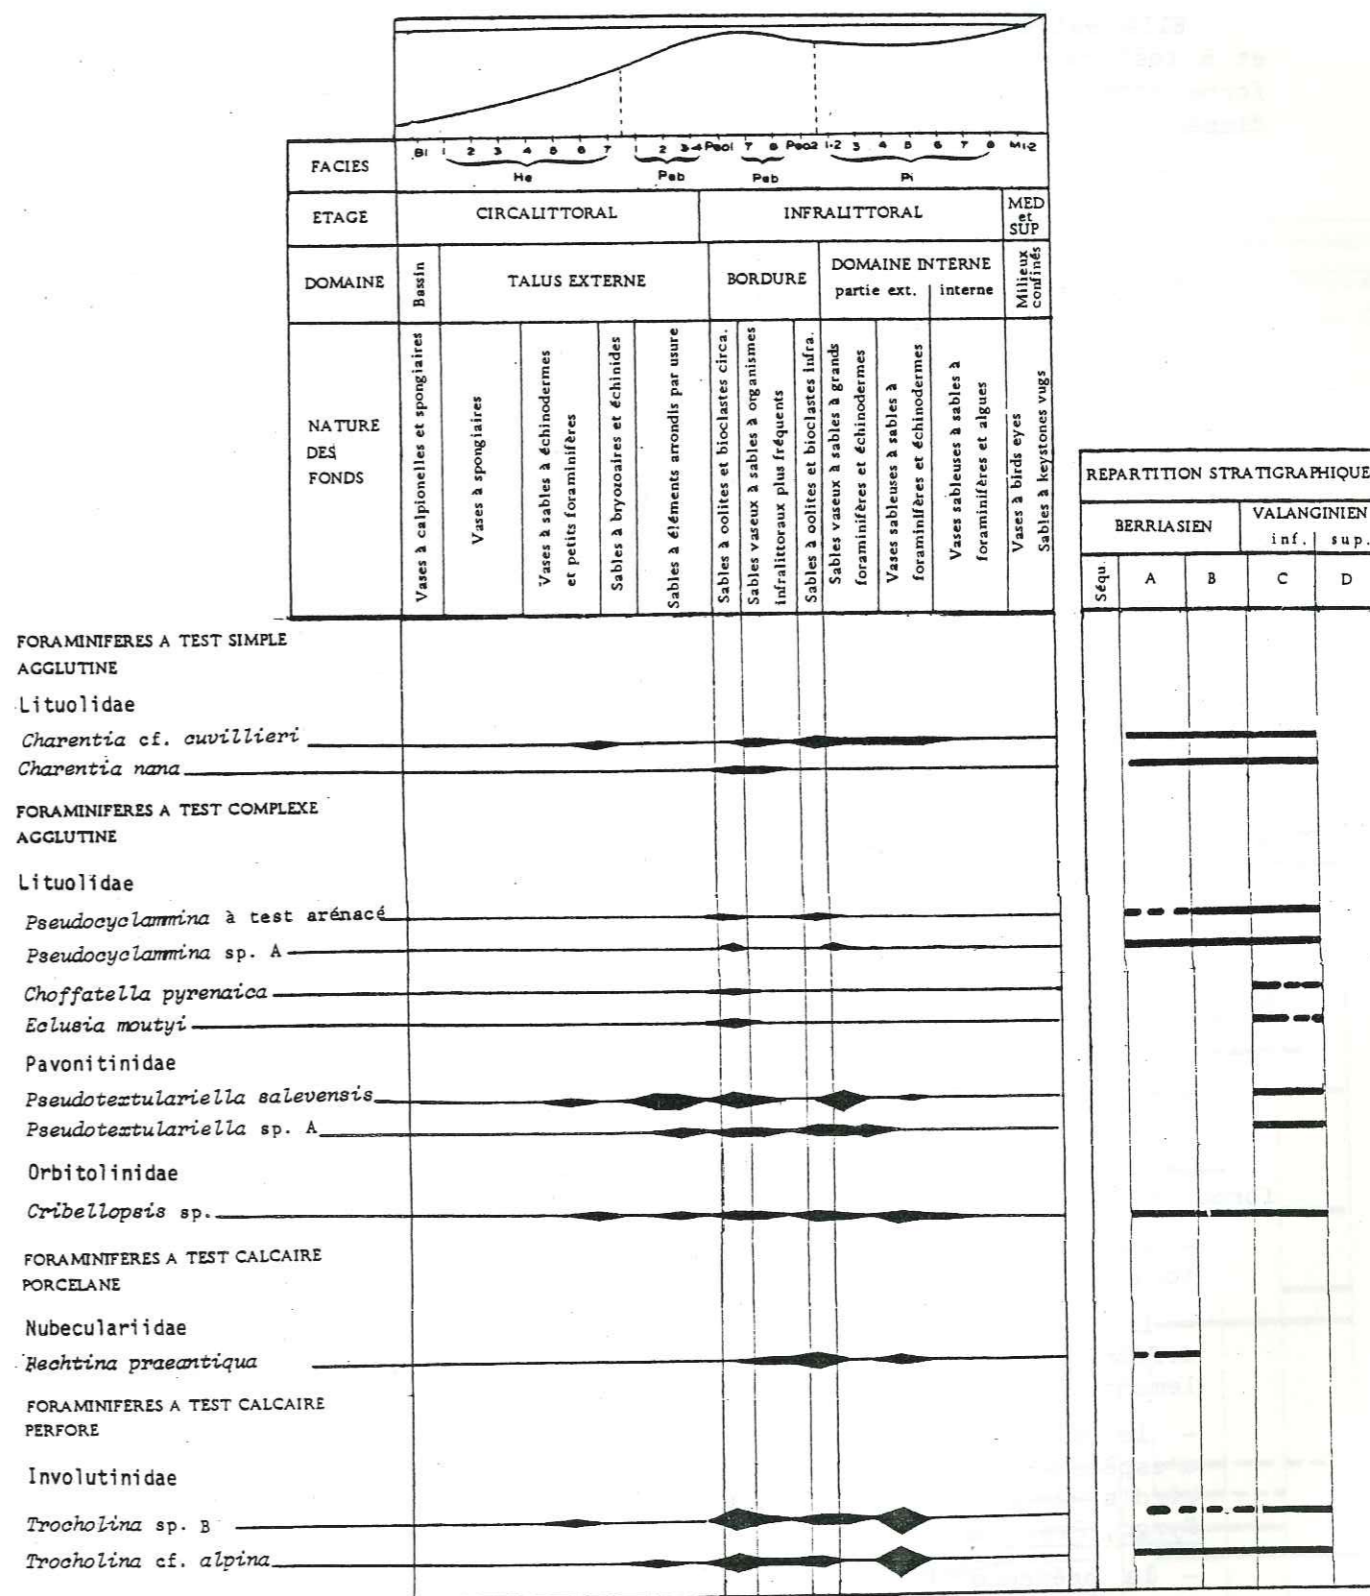 FACIES
B1 1 2 3 4 5 6 7 1 2 3-4 Peo1 7 8 Peo2 1-2 3 4 5 6 7 8 M1-2
He Peb Peb Pi
ETAGE CIRCALITTORAL INFRALITTORAL MED et SUP
DOMAINE
Bassin
TALUS EXTERNE
BORDURE
DOMAINE INTERNE
partie ext. interne
Milieux
confinés
NATURE
DES
FONDS
Vases à calpionelles et spongiaires
Vases à spongiaires
Vases à sables à échinodermes
et petits foraminifères
Sables à bryozoaires et échinides
Sables à éléments arrondis par usure
Sables à oolites et bioclastes circa.
Sables vaseux à sables à organismes
infralittoraux plus fréquents
Sables à oolites et bioclastes infra.
Sables vaseux à sables à grands
foraminifères et échinodermes
Vases sableuses à sables à
foraminifères et échinodermes
Vases sableuses à sables à
foraminifères et algues
Vases à birds eyes
Sables à keystones vugs
REPARTITION STRATIGRAPHIQUE
BERRIASIEN VALANGINIEN
inf. sup.
Séqu. A B C D
FORAMINIFERES A TEST SIMPLE
AGGLUTINE
Lituolidae
Charentia cf. cuvillieri
Charentia nana
FORAMINIFERES A TEST COMPLEXE
AGGLUTINE
Lituolidae
Pseudocyclammina à test arénacé
Pseudocyclammina sp. A
Choffatella pyrenaica
Eclusia moutyi
Pavonitinidae
Pseudotextulariella salevensis
Pseudotextulariella sp. A
Orbitolinidae
Cribellopsis sp.
FORAMINIFERES A TEST CALCAIRE
PORCELANE
Nubeculariidae
Hechtina praeantiqua
FORAMINIFERES A TEST CALCAIRE
PERFORE
Involutinidae
Trocholina sp. B
Trocholina cf. alpina